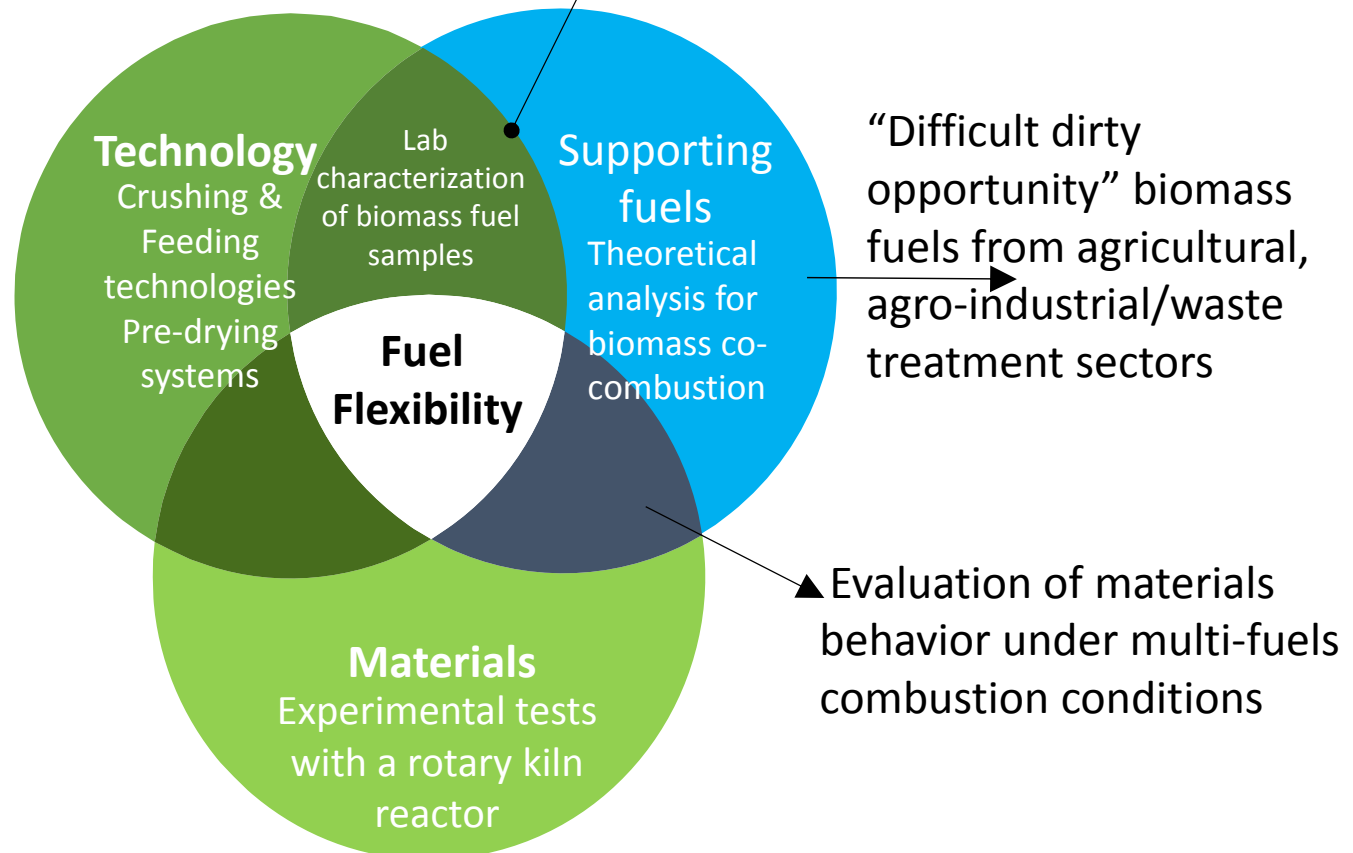 Technology
Crushing &
Feeding
technologies
Pre-drying
systems
Lab
characterization
of biomass fuel
samples
Supporting
fuels
Theoretical
analysis for
biomass co-
combustion
“Difficult dirty
opportunity” biomass
fuels from agricultural,
agro-industrial/waste
treatment sectors
Fuel
Flexibility
Evaluation of materials
behavior under multi-fuels
combustion conditions
Materials
Experimental tests
with a rotary kiln
reactor